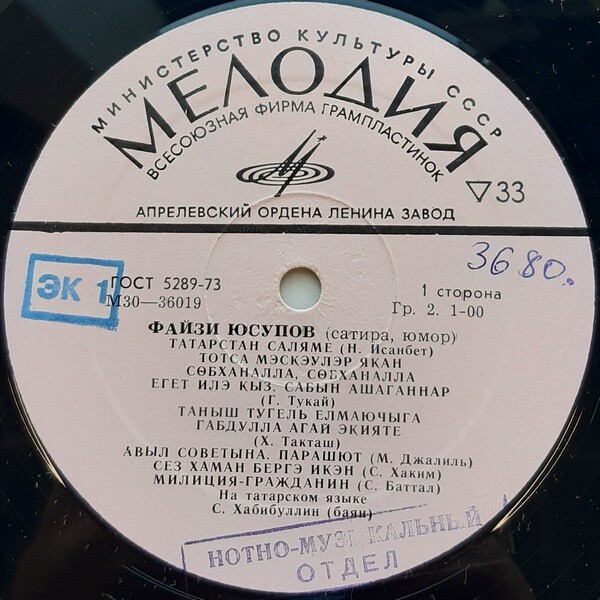 МИНИСТЕРСТВО КУЛЬТУРЫ СССР
МЕЛОДИЯ
ВСЕСОЮЗНАЯ ФИРМА ГРАМПЛАСТИНОК
33
АПРЕЛЕВСКИЙ ОРДЕНА ЛЕНИНА ЗАВОД
3680.
ЭК 1
ГОСТ 5289-73
М30—36019
1 сторона
Гр. 2. 1-00
ФАЙЗИ ЮСУПОВ (сатира, юмор)
ТАТАРСТАН САЛЯМЕ (Н. Исанбет)
ТОТСА МЭСКЭУЛЭР ЯКАН
СӨБХАНАЛЛА, СӨБХАНАЛЛА
ЕГЕТ ИЛЭ КЫЗ. САБЫН АШАГАННАР
(Г. Тукай)
ТАНЫШ ТУГЕЛЬ ЕЛМАЮЧЫГА
ГАБДУЛЛА АГАЙ ЭКИЯТЕ
(Х. Такташ)
АВЫЛ СОВЕТЫНА. ПАРАШЮТ (М. Джалиль)
СЕЗ ХАМАН БЕРГЭ ИКЭН (С. Хаким)
МИЛИЦИЯ-ГРАЖДАНИН (С. Баттал)
На татарском языке
С. Хабибуллин (баян)
НОТНО-МУЗЫКАЛЬНЫЙ
ОТДЕЛ